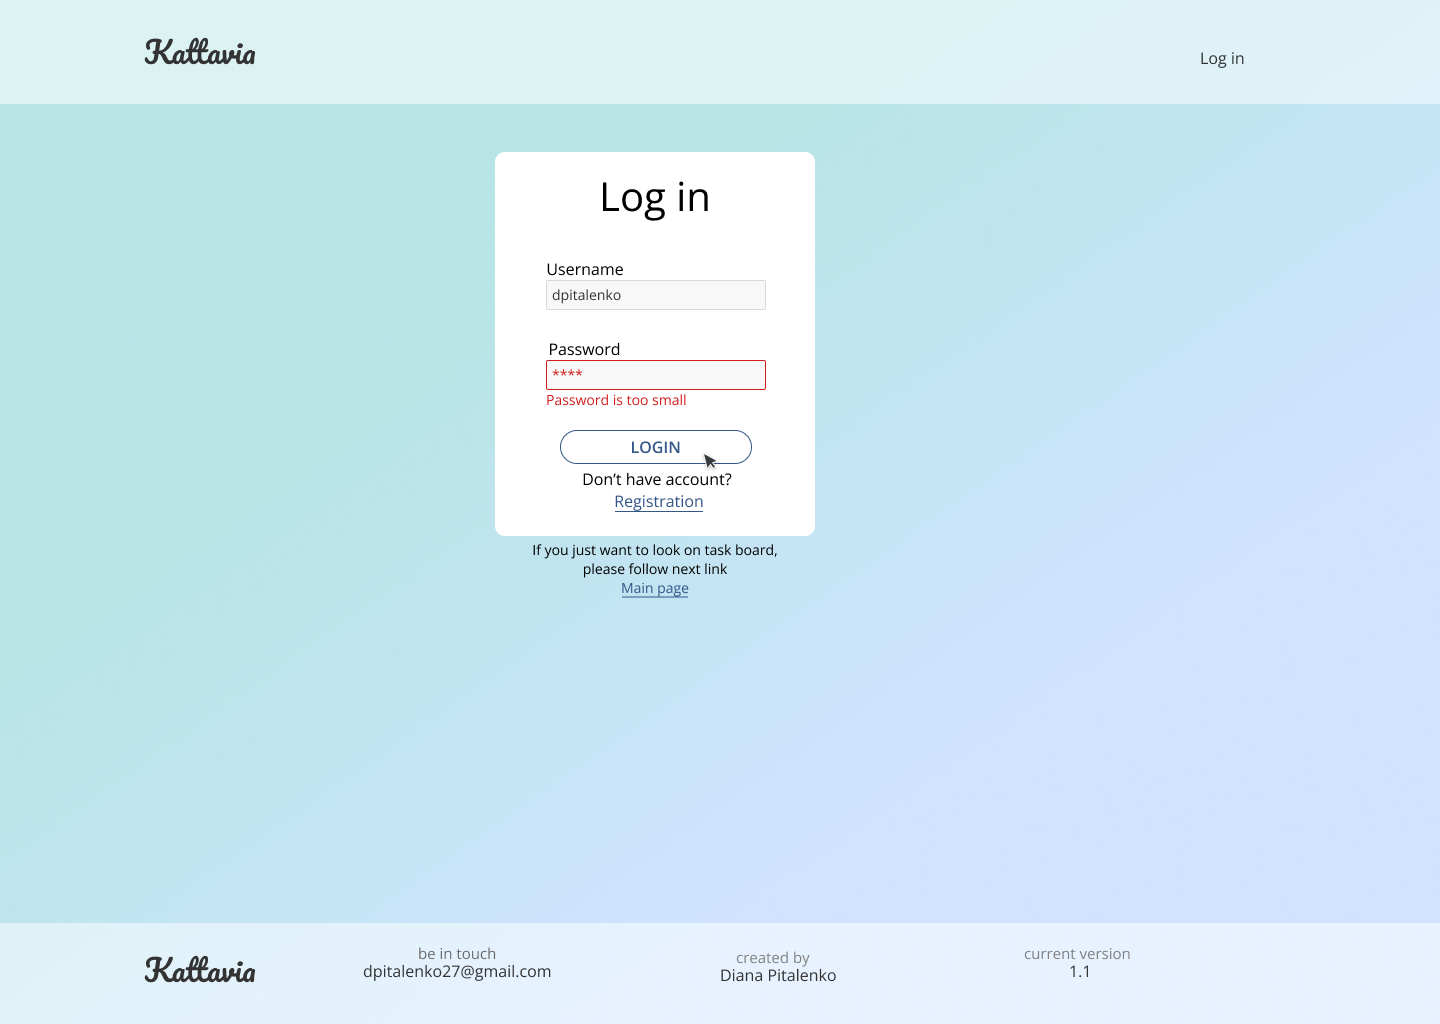 Kattavia
Log in
Log in
Username
dpitalenko
Password
****
Password is too small
LOGIN
Don’t have account?
Registration
If you just want to look on task board,
please follow next link
Main page
Kattavia
be in touch
dpitalenko27@gmail.com
created by
Diana Pitalenko
current version
1.1